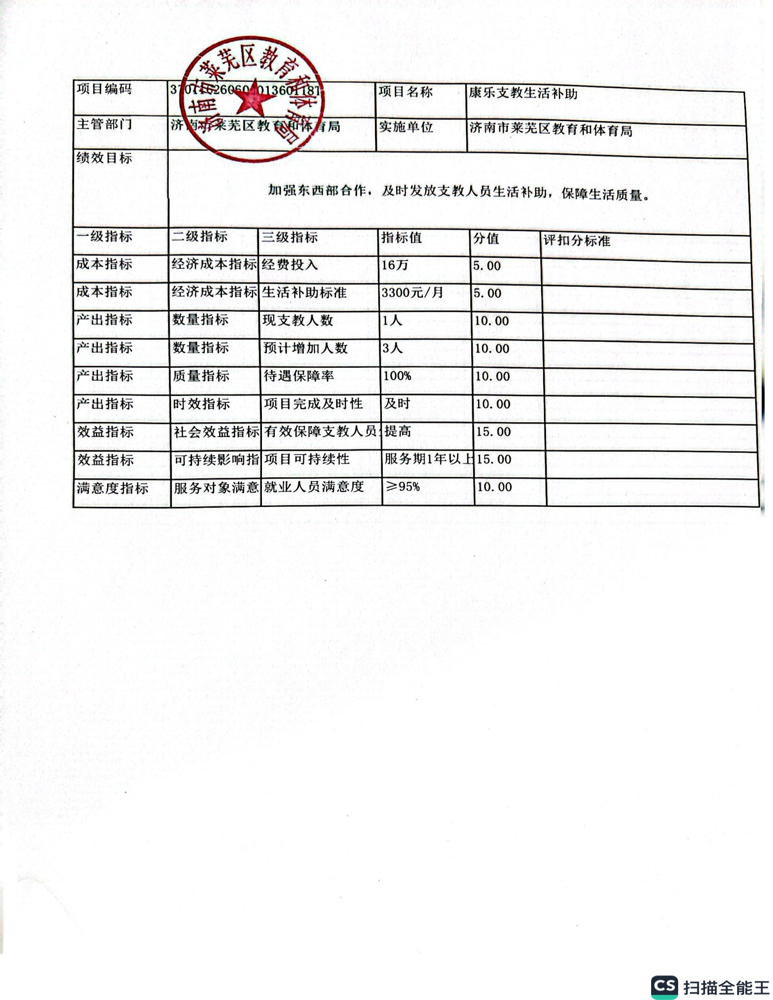 济南市莱芜区教育和体育局
项目编码 项目名称 康乐支教生活补助
主管部门 济南市莱芜区教育和体育局 实施单位 济南市莱芜区教育和体育局
绩效目标
加强东西部合作，及时发放支教人员生活补助，保障生活质量。
一级指标 二级指标 三级指标 指标值 分值 评扣分标准
成本指标 经济成本指标 经费投入 16万 5.00
成本指标 经济成本指标 生活补助标准 3300元/月 5.00
产出指标 数量指标 现支教人数 1人 10.00
产出指标 数量指标 预计增加人数 3人 10.00
产出指标 质量指标 待遇保障率 100% 10.00
产出指标 时效指标 项目完成及时性 及时 10.00
效益指标 社会效益指标 有效保障支教人员 提高 15.00
效益指标 可持续影响指 项目可持续性 服务期1年以上 15.00
满意度指标 服务对象满意 就业人员满意度 ≥95% 10.00
CS 扫描全能王